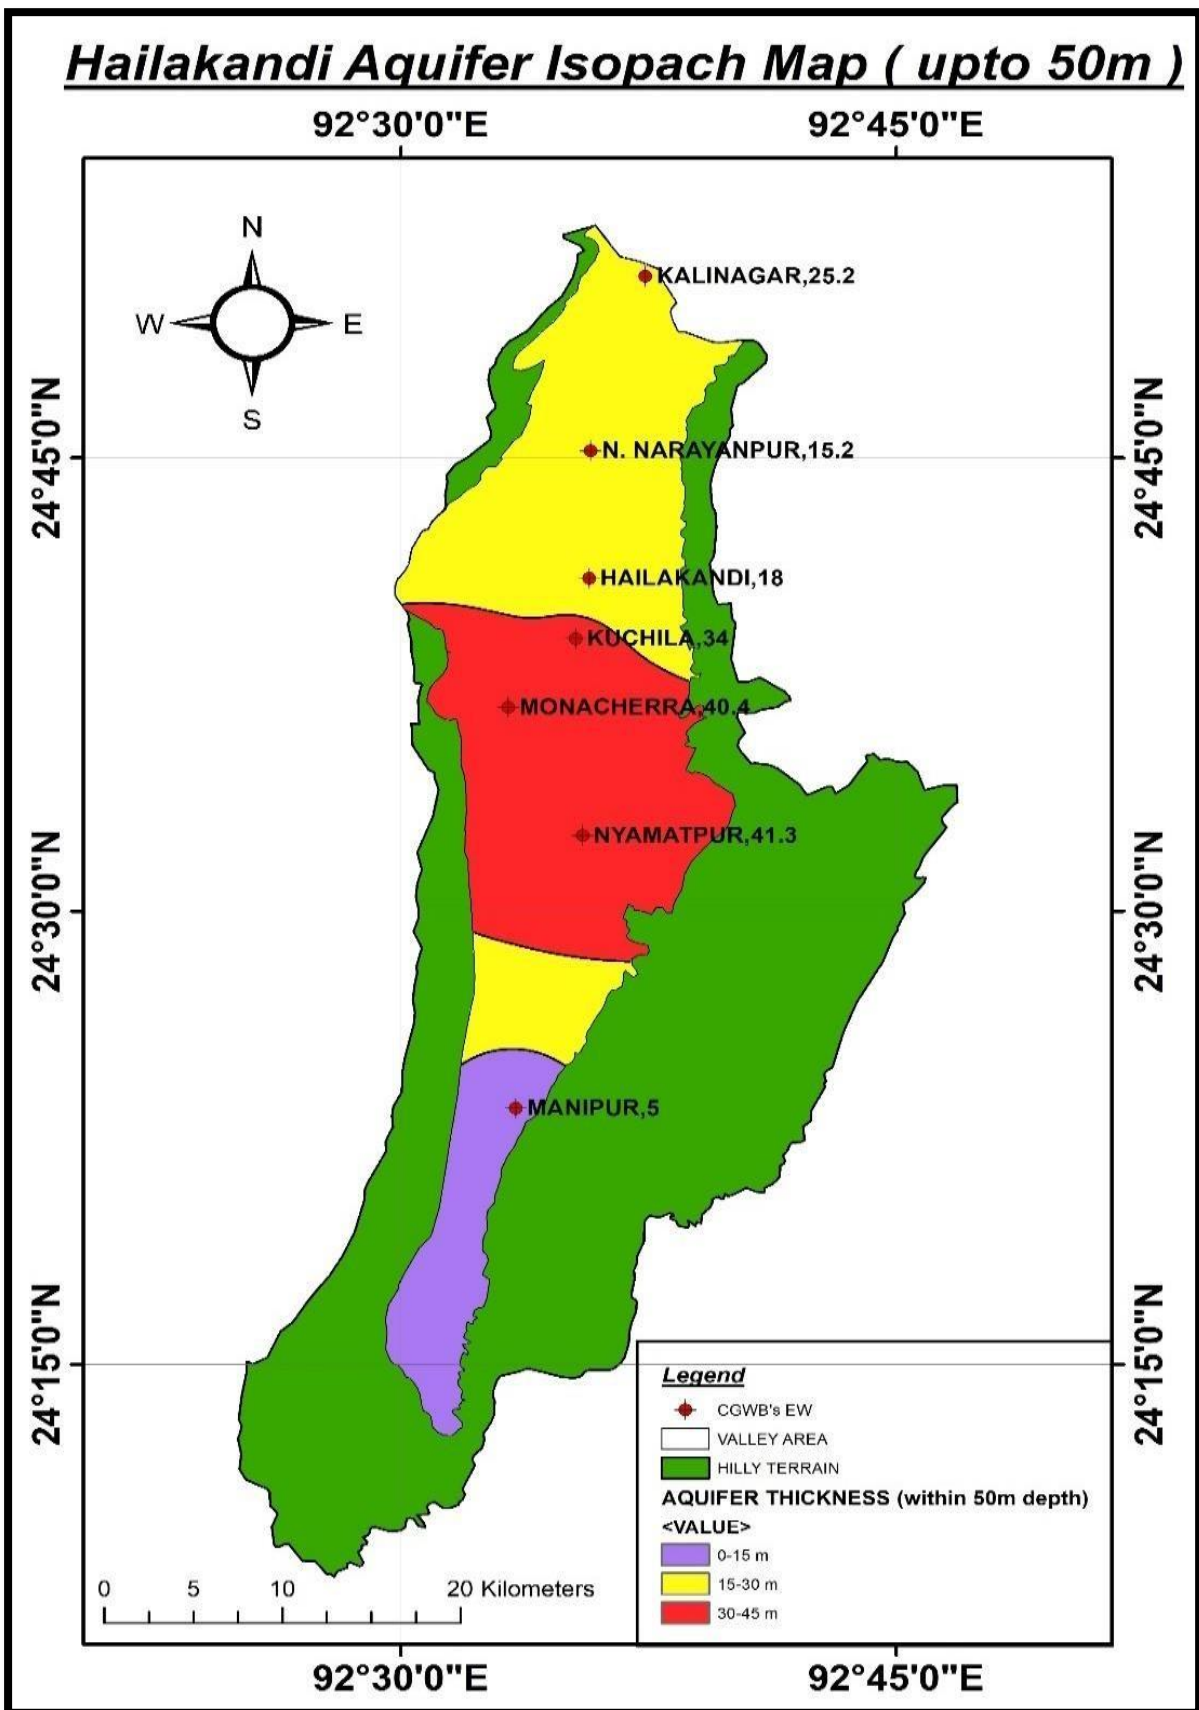 Hailakandi Aquifer Isopach Map ( upto 50m )
92°30'0"E 92°45'0"E
N
W E
S
KALINAGAR,25.2
24°45'0"N 24°45'0"N
N. NARAYANPUR,15.2
HAILAKANDI,18
KUCHILA,34
MONACHERRA,40.4
NYAMATPUR,41.3
24°30'0"N 24°30'0"N
MANIPUR,5
24°15'0"N 24°15'0"N
Legend
CGWB's EW
VALLEY AREA
HILLY TERRAIN
AQUIFER THICKNESS (within 50m depth)
<VALUE>
0-15 m
15-30 m
30-45 m
0 5 10 20 Kilometers
92°30'0"E 92°45'0"E